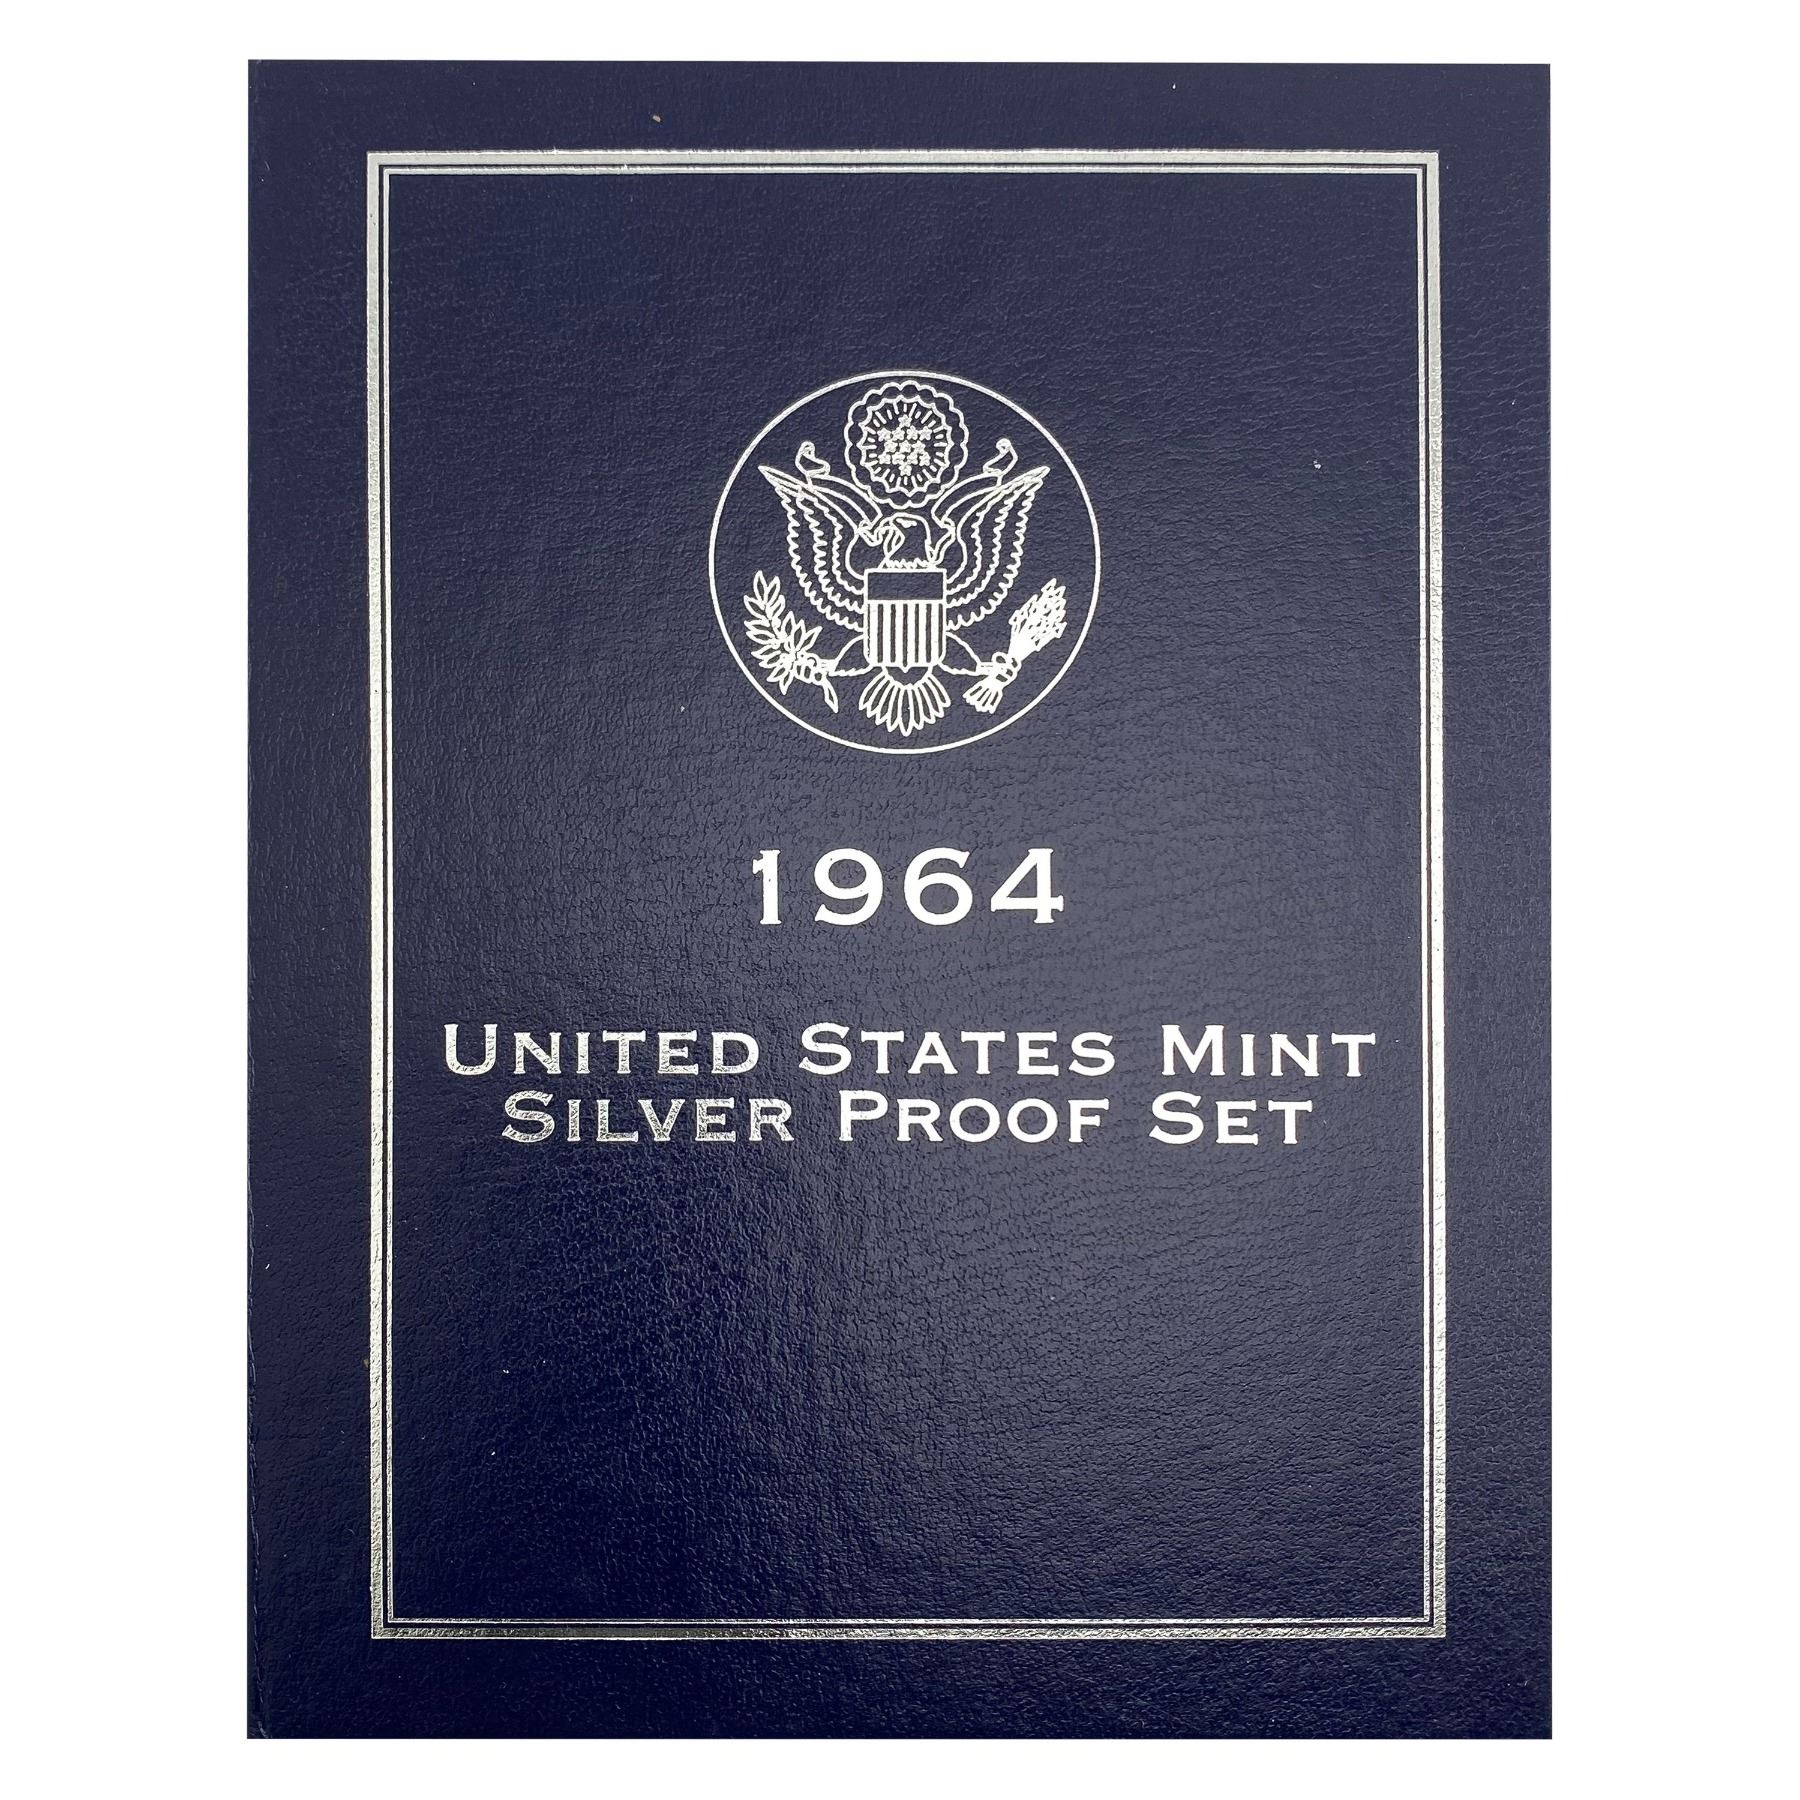 1964
United States Mint
Silver Proof Set